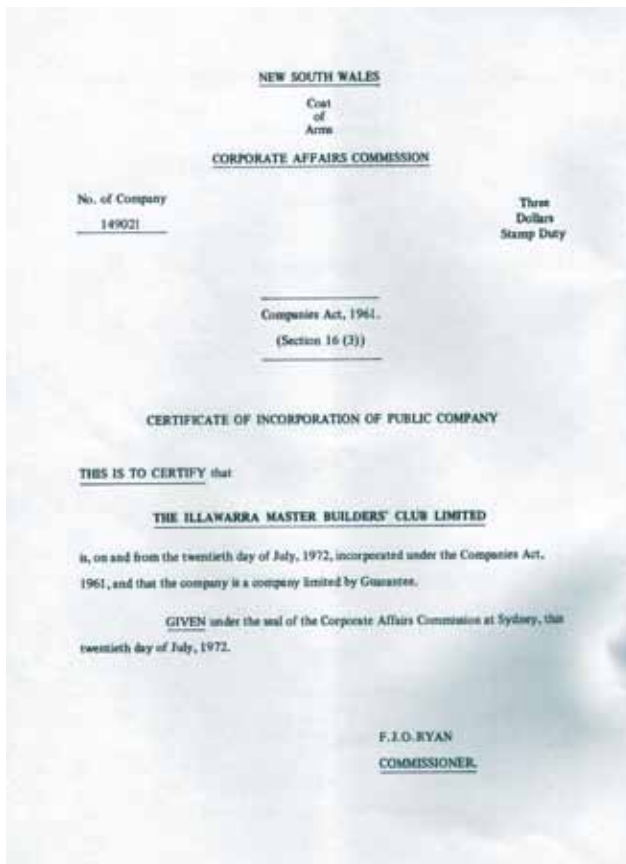 NEW SOUTH WALES
Coat
of
Arms
CORPORATE AFFAIRS COMMISSION
No. of Company
149021
Three
Dollars
Stamp Duty
Companies Act, 1961.
(Section 16 (3))
CERTIFICATE OF INCORPORATION OF PUBLIC COMPANY
THIS IS TO CERTIFY that
THE ILLAWARRA MASTER BUILDERS' CLUB LIMITED
is, on and from the twentieth day of July, 1972, incorporated under the Companies Act,
1961, and that the company is a company limited by Guarantee.
GIVEN under the seal of the Corporate Affairs Commission at Sydney, this
twentieth day of July, 1972.
F.J.O. RYAN
COMMISSIONER.